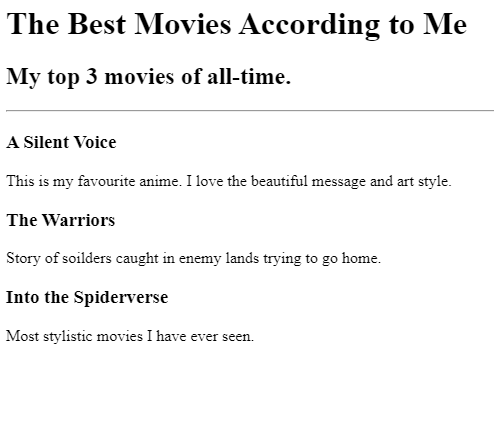 The Best Movies According to Me
My top 3 movies of all-time.
A Silent Voice
This is my favourite anime. I love the beautiful message and art style.
The Warriors
Story of soilders caught in enemy lands trying to go home.
Into the Spiderverse
Most stylistic movies I have ever seen.